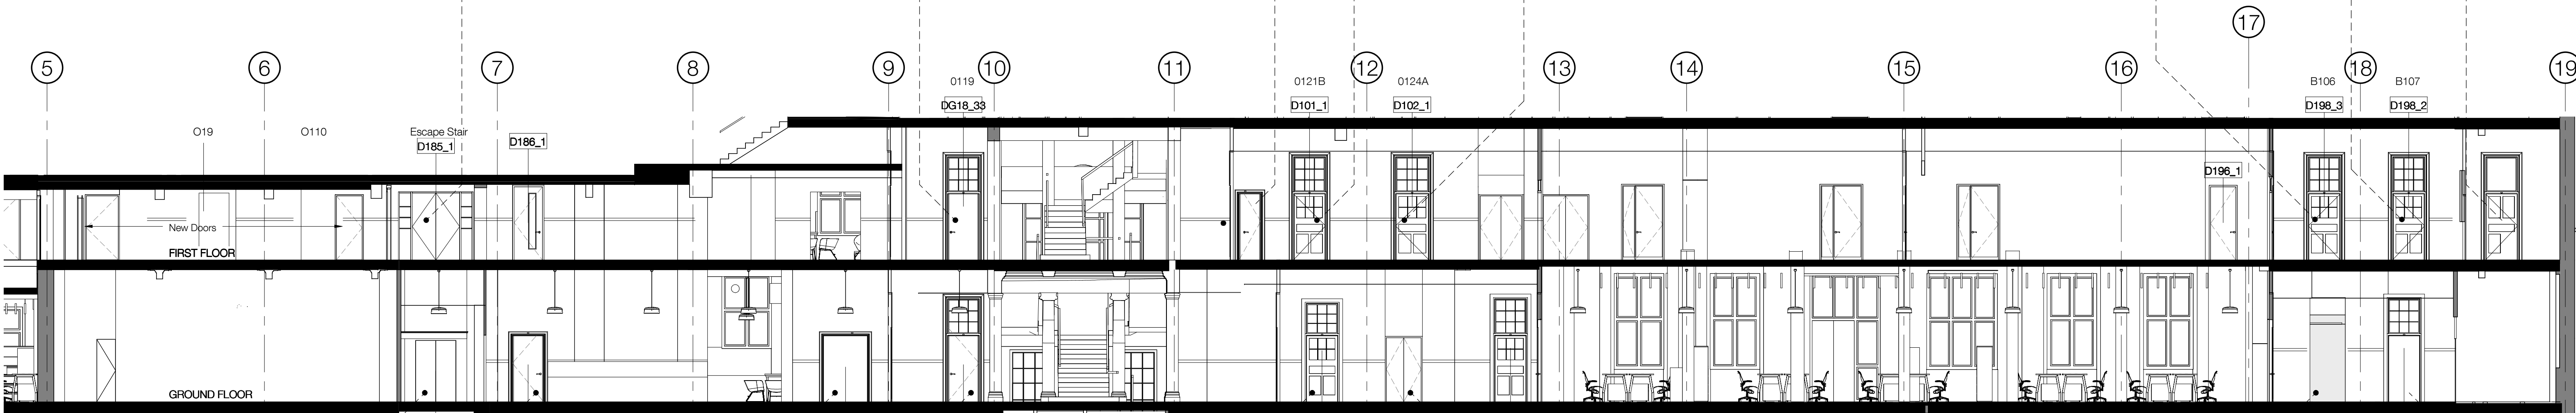 17
5
6
7
8
9
10
11
12
13
14
15
16
18
19
0119
0121B
0124A
B106
B107
DG18_33
D101_1
D102_1
D198_3
D198_2
O19
O110
Escape Stair
D185_1
D186_1
D196_1
New Doors
FIRST FLOOR
GROUND FLOOR